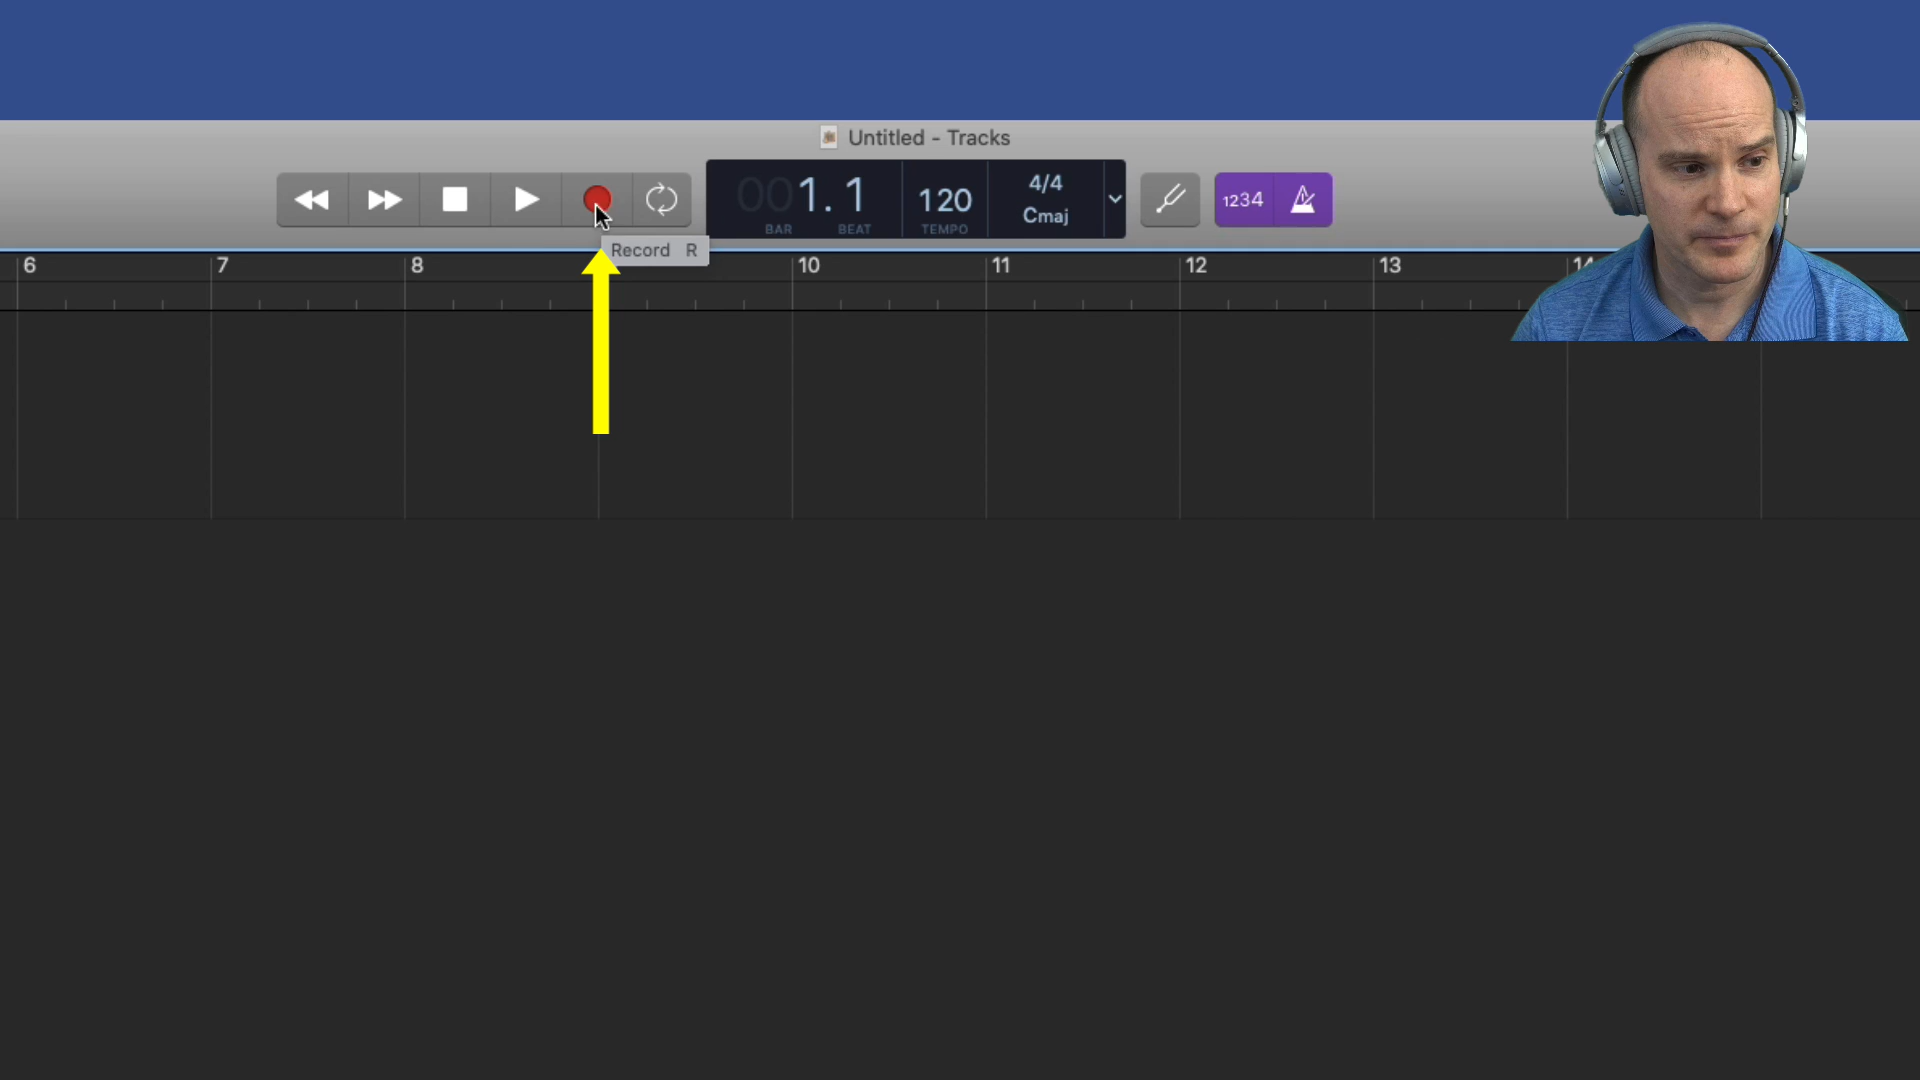 Untitled - Tracks
001. 1
BAR BEAT
120
TEMPO
4/4
Cmaj
1234
Record R
6 7 8 10 11 12 13 14